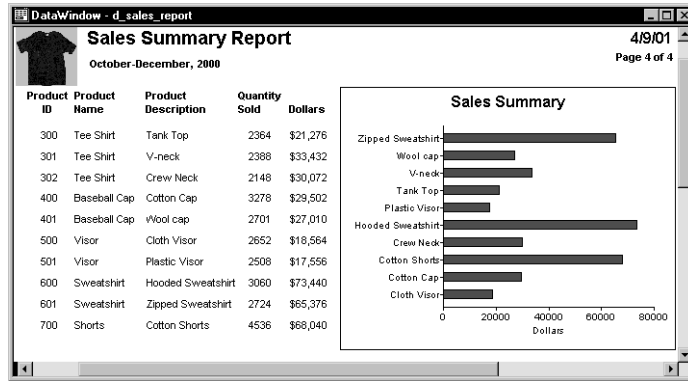 DataWindow - d_sales_report
Sales Summary Report
4/9/01
October-December, 2000
Page 4 of 4
Product ID Product Name Product Description Quantity Sold Dollars
300 Tee Shirt Tank Top 2364 $21,276
301 Tee Shirt V-neck 2388 $33,432
302 Tee Shirt Crew Neck 2148 $30,072
400 Baseball Cap Cotton Cap 3278 $29,502
401 Baseball Cap Wool cap 2701 $27,010
500 Visor Cloth Visor 2652 $18,564
501 Visor Plastic Visor 2508 $17,556
600 Sweatshirt Hooded Sweatshirt 3060 $73,440
601 Sweatshirt Zipped Sweatshirt 2724 $65,376
700 Shorts Cotton Shorts 4536 $68,040
Sales Summary
Zipped Sweatshirt
Wool cap
V-neck
Tank Top
Plastic Visor
Hooded Sweatshirt
Crew Neck
Cotton Shorts
Cotton Cap
Cloth Visor
0 20000 40000 60000 80000
Dollars